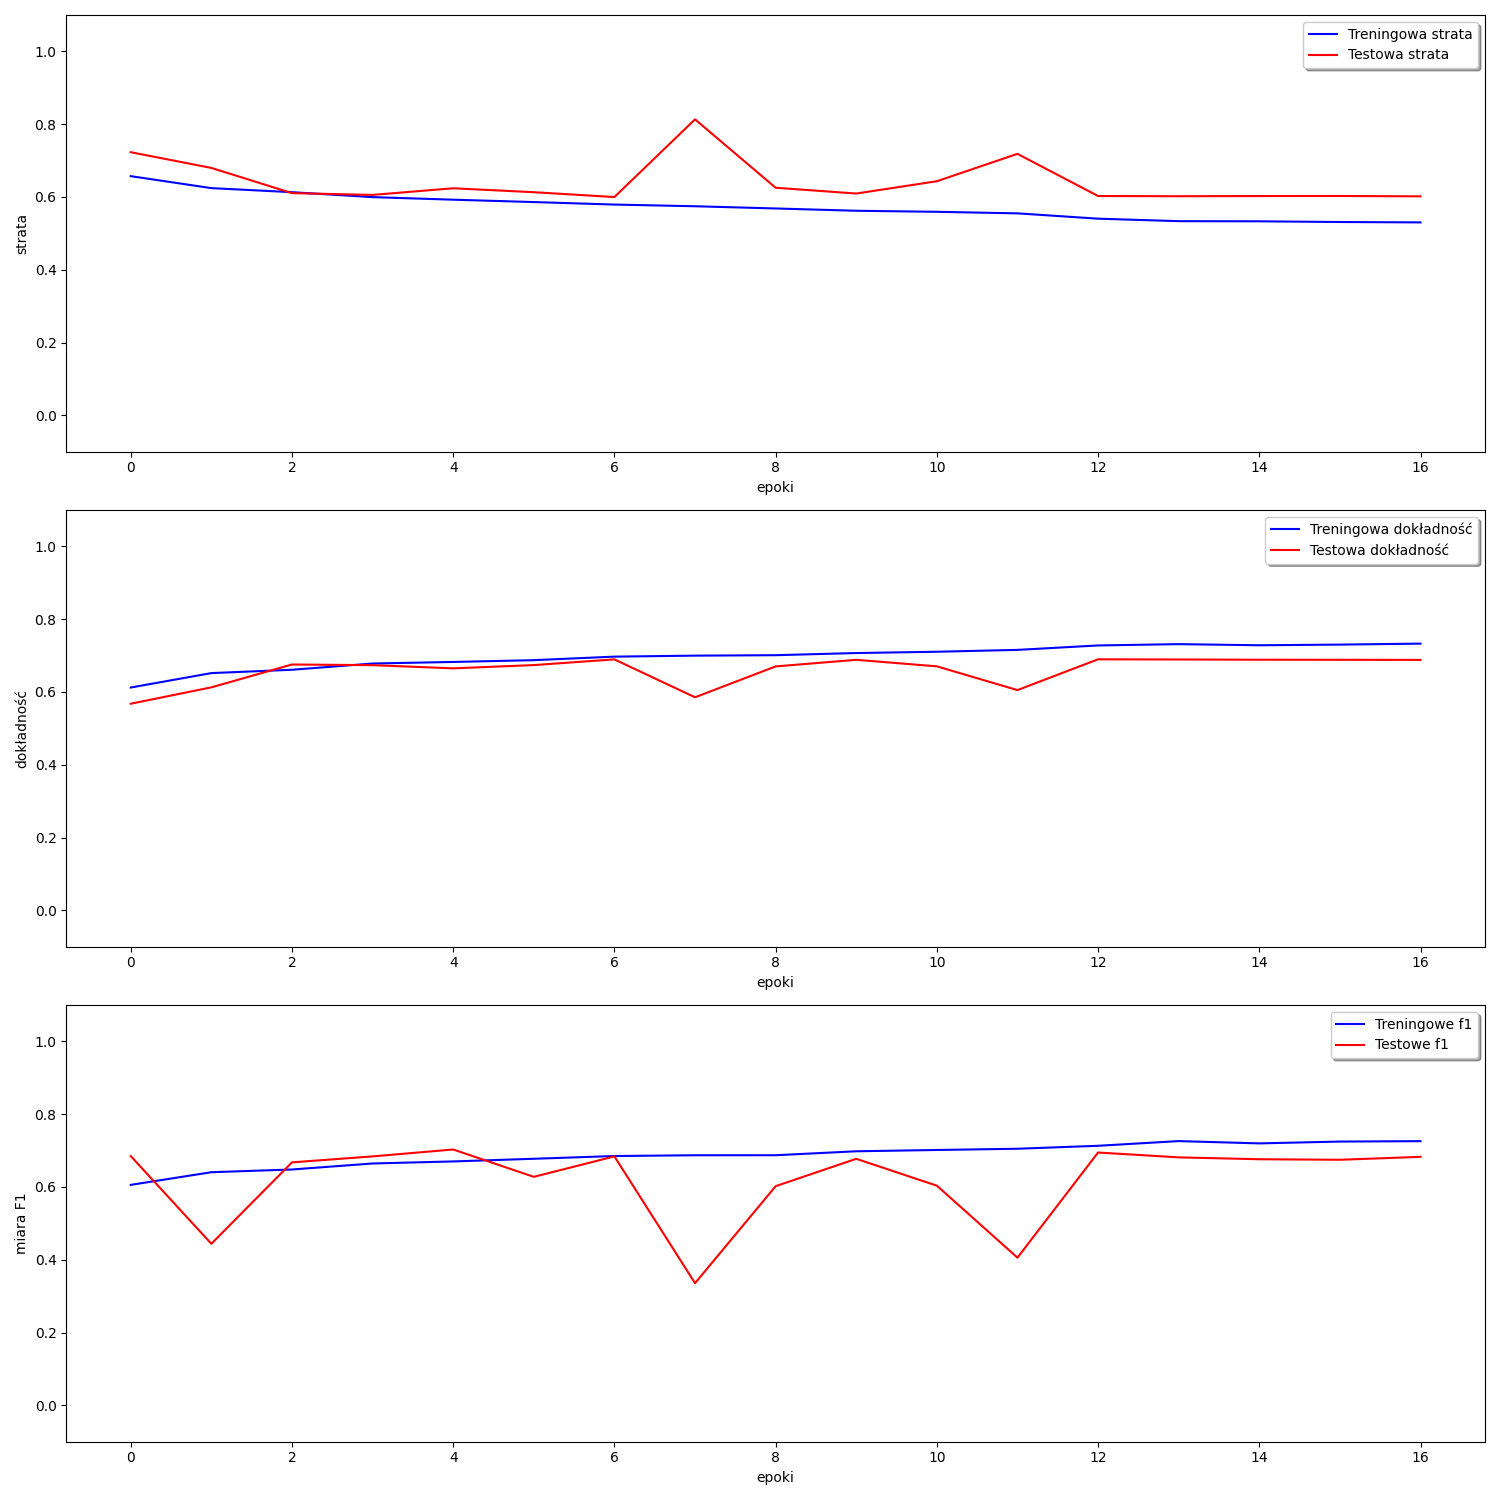 Treningowa strata
Testowa strata
1.0
0.8
0.6
0.4
0.2
0.0
strata
0 2 4 6 8 10 12 14 16
epoki
Treningowa dokładność
Testowa dokładność
1.0
0.8
0.6
0.4
0.2
0.0
dokładność
0 2 4 6 8 10 12 14 16
epoki
Treningowe f1
Testowe f1
1.0
0.8
0.6
0.4
0.2
0.0
miara F1
0 2 4 6 8 10 12 14 16
epoki